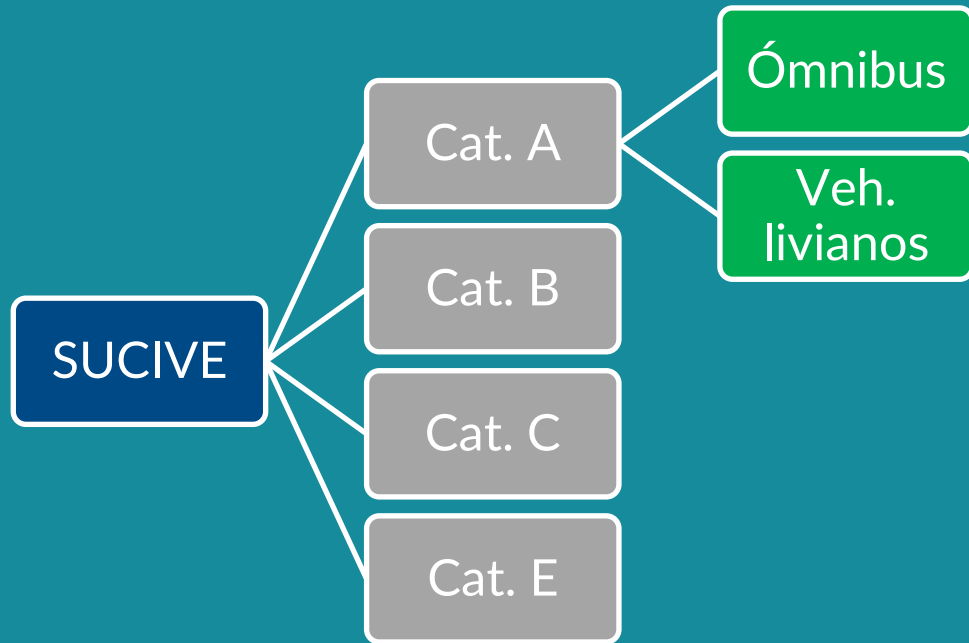 SUCIVE
Cat. A
Ómnibus
Veh.
livianos
Cat. B
Cat. C
Cat. E